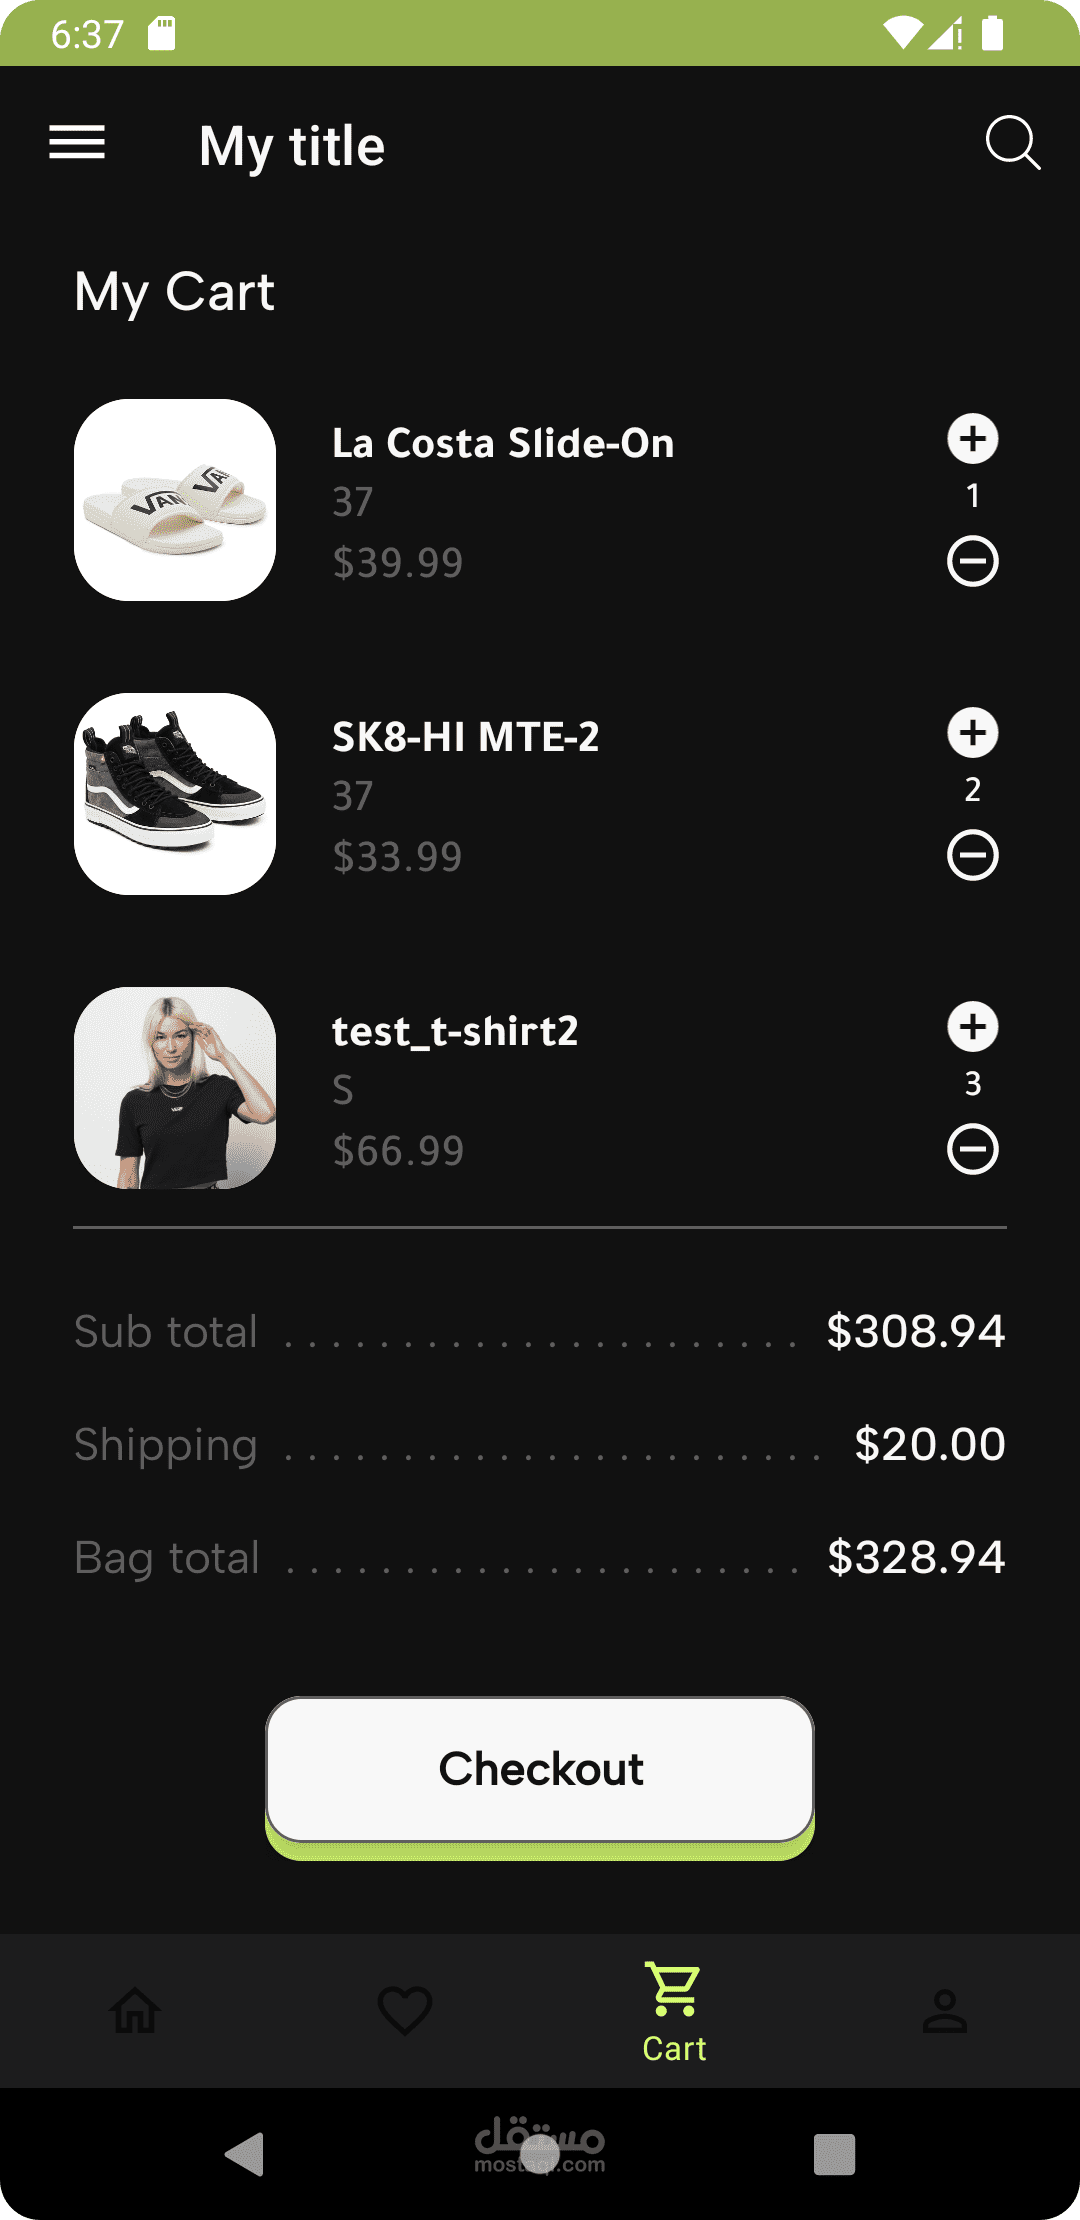 6:37
My title
My Cart
La Costa Slide-On
37
$39.99
1
VANS
SK8-HI MTE-2
37
$33.99
2
test_t-shirt2
S
$66.99
3
Sub total . . . . . . . . . . . . . . . . . . . . . . $308.94
Shipping . . . . . . . . . . . . . . . . . . . . . . . $20.00
Bag total . . . . . . . . . . . . . . . . . . . . . . $328.94
Checkout
Cart
مستقل
mostaql.com